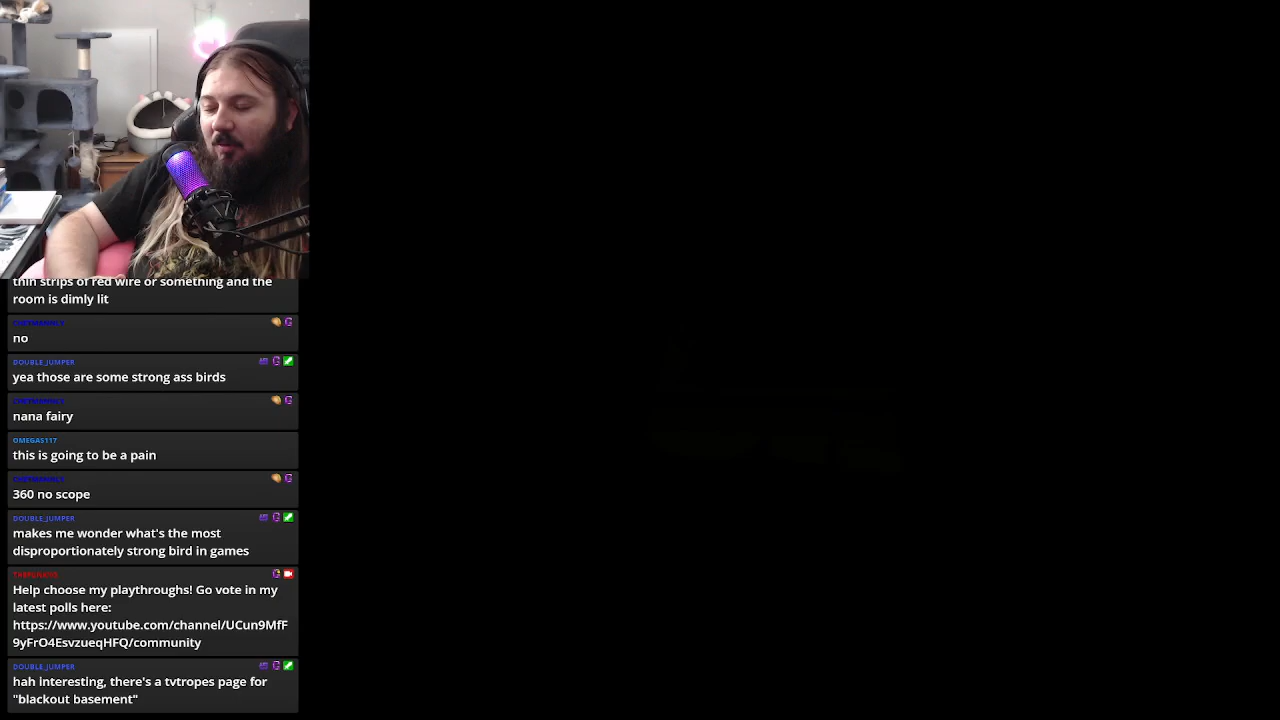 thin strips of red wire or something and the
room is dimly lit
no
DOUBLE_JUMPER
yea those are some strong ass birds
nana fairy
OMEGAS117
this is going to be a pain
360 no scope
DOUBLE_JUMPER
makes me wonder what's the most
disproportionately strong bird in games
Help choose my playthroughs! Go vote in my
latest polls here:
https://www.youtube.com/channel/UCun9MfF
9yFrO4EsvzueqHFQ/community
DOUBLE_JUMPER
hah interesting, there's a tvtropes page for
"blackout basement"